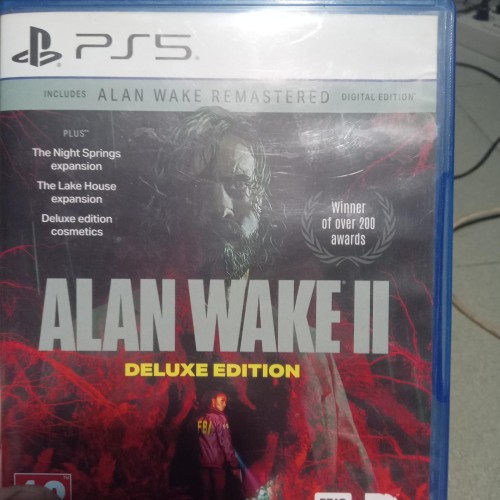 PS5
INCLUDES ALAN WAKE REMASTERED DIGITAL EDITION
PLUS
The Night Springs
expansion
The Lake House
expansion
Deluxe edition
cosmetics
Winner
of over 200
awards
ALAN WAKE II
DELUXE EDITION
FBI